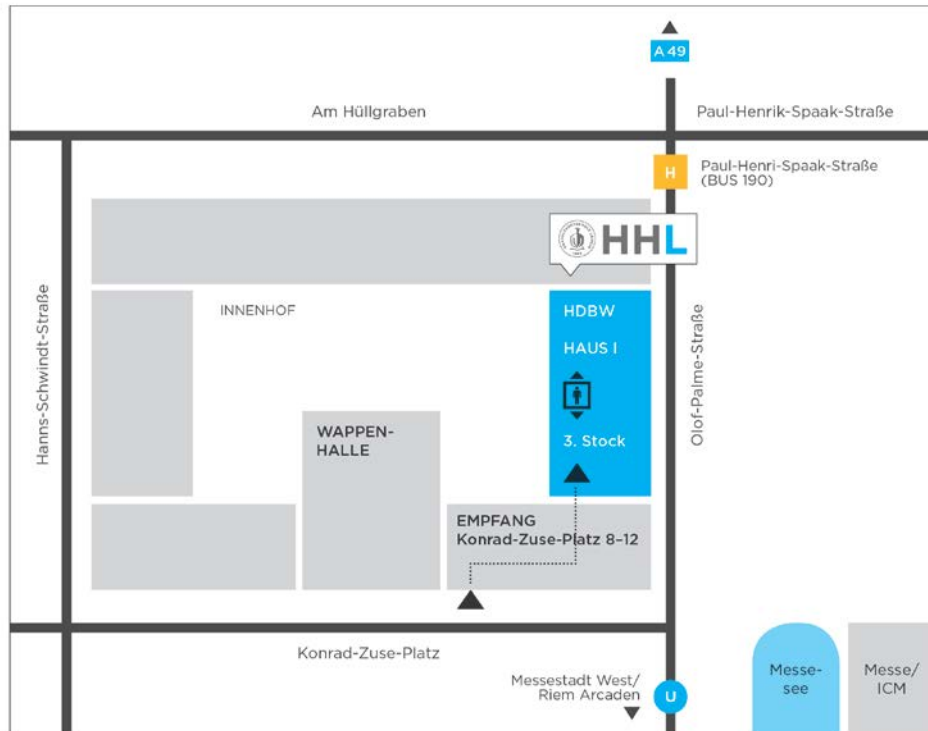 A 49
Am Hüllgraben
Paul-Henrik-Spaak-Straße
H
Paul-Henri-Spaak-Straße
(BUS 190)
HHL
INNENHOF
HDBW
HAUS I
Hanns-Schwindt-Straße
Olof-Palme-Straße
WAPPEN-
HALLE
3. Stock
EMPFANG
Konrad-Zuse-Platz 8–12
Konrad-Zuse-Platz
Messestadt West/
Riem Arcaden
U
Messe-
see
Messe/
ICM